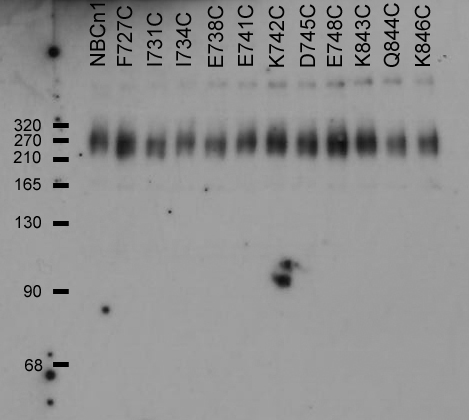 NBCn1
F727C
I731C
I734C
E738C
E741C
K742C
D745C
E748C
K843C
Q844C
K846C
320
270
210
165
130
90
68